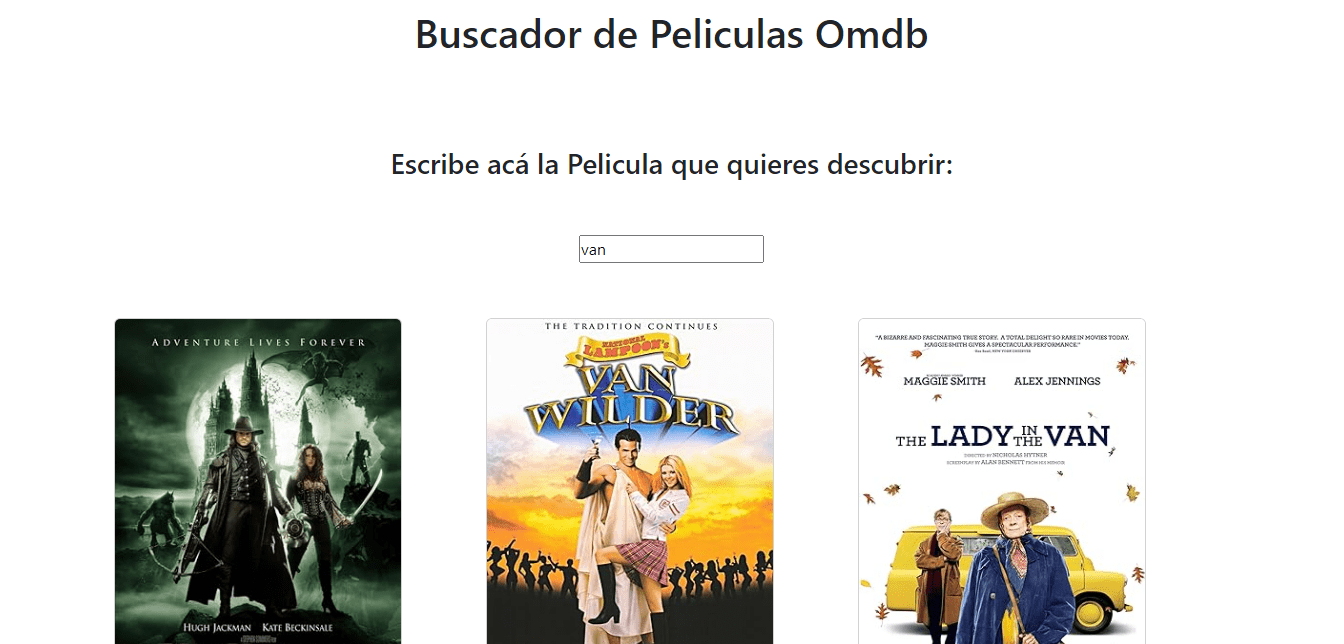 Buscador de Peliculas Omdb
Escribe acá la Pelicula que quieres descubrir:
van
ADVENTURE LIVES FOREVER
HUGH JACKMAN KATE BECKINSALE
THE TRADITION CONTINUES
NATIONAL
LAMPOON'S
VAN
WILDER
"A BIZARRE AND FASCINATING TRUE STORY. A TOTAL DELIGHT SO RARE IN MOVIES TODAY.
MAGGIE SMITH GIVES A SPECTACULAR PERFORMANCE."
MAGGIE SMITH ALEX JENNINGS
THE LADY IN THE VAN
DIRECTED BY NICHOLAS HYTNER
SCREENPLAY BY ALAN BENNETT FROM HIS MEMOIR